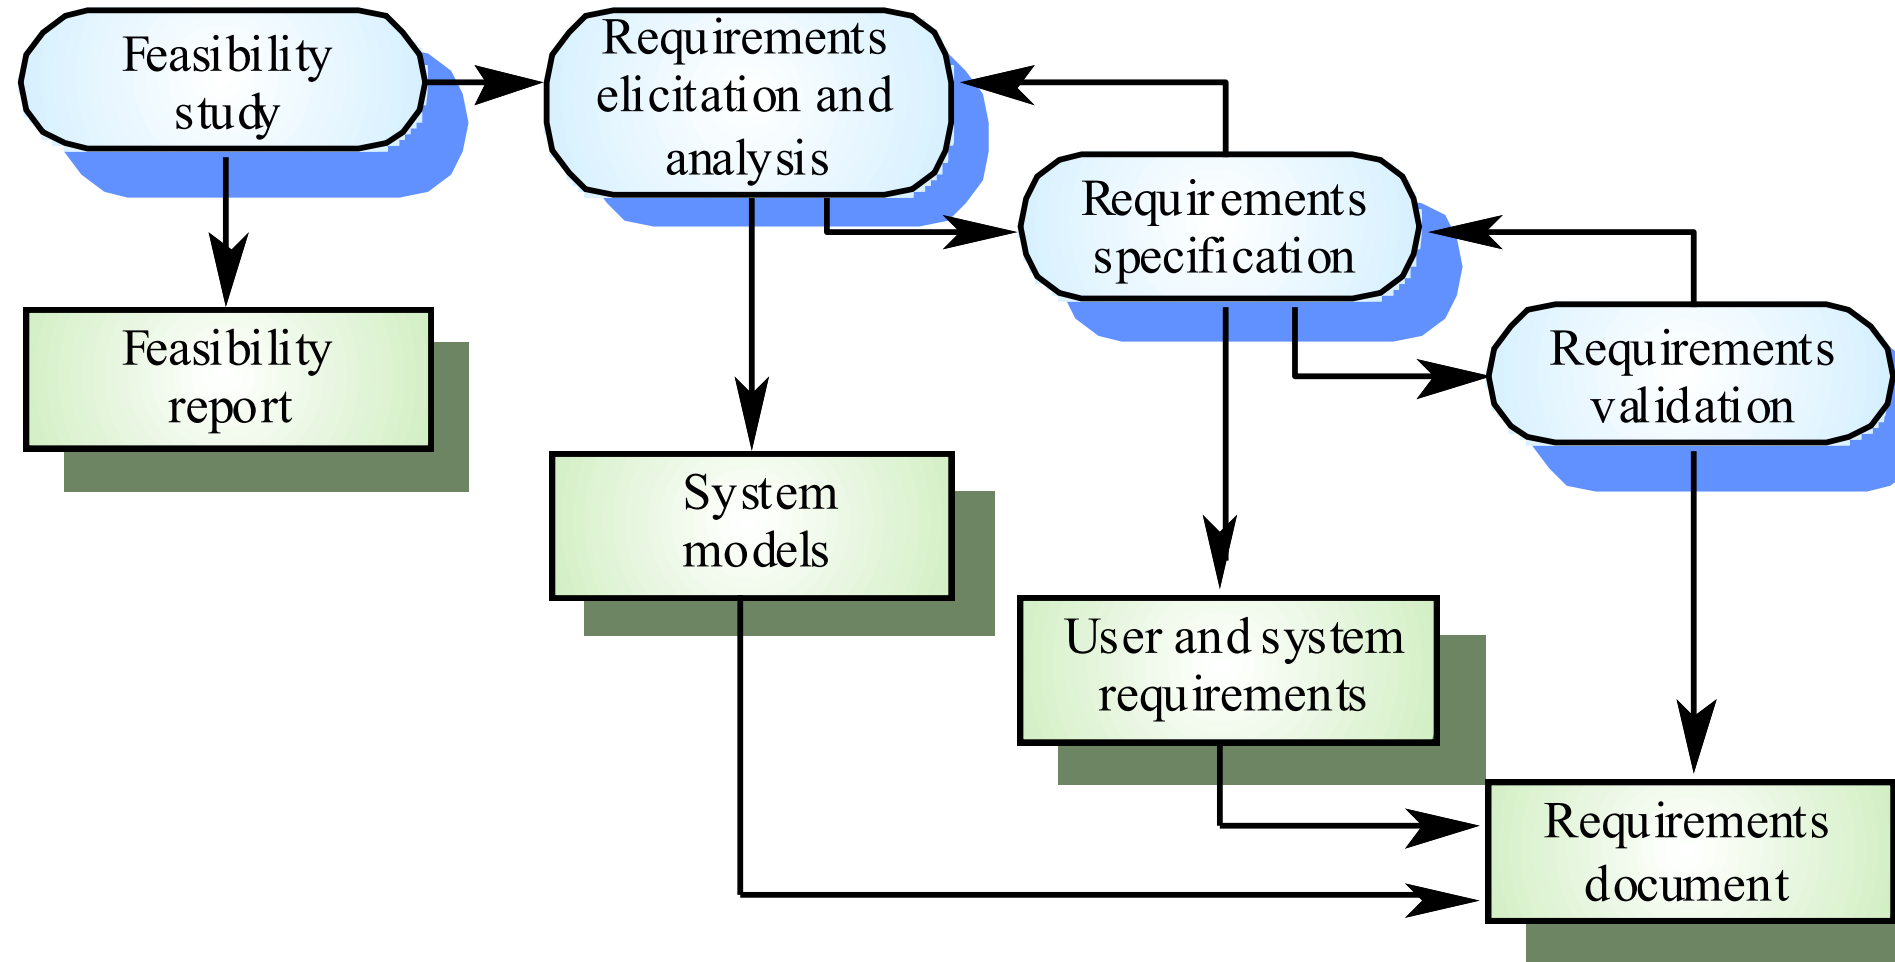 Feasibility
study
Requirements
elicitation and
analysis
Requirements
specification
Requirements
validation
Feasibility
report
System
models
User and system
requirements
Requirements
document